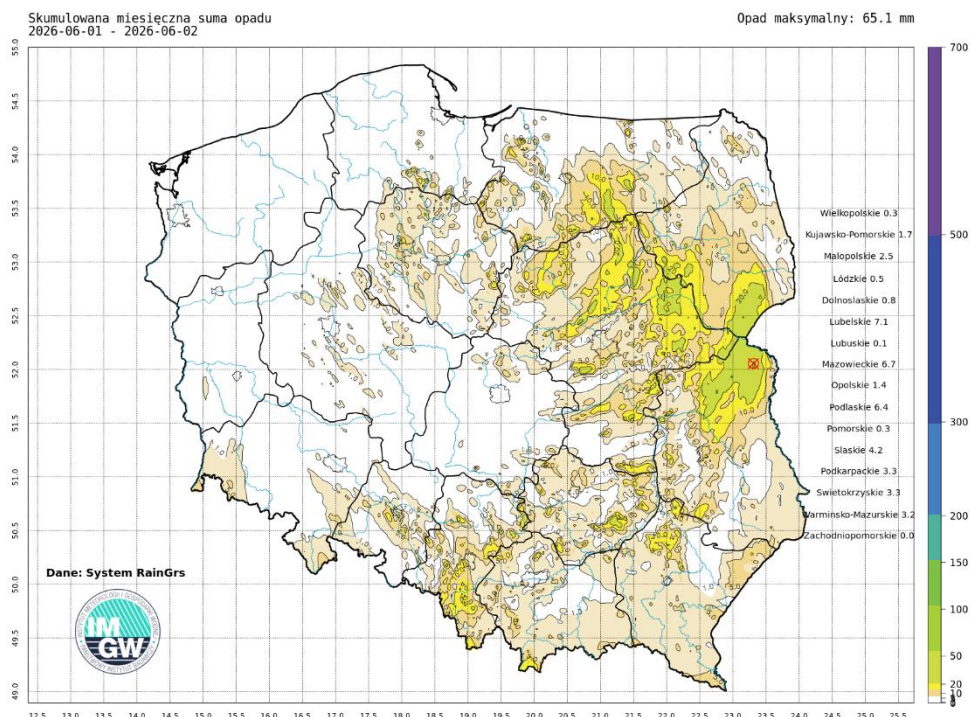 Skumulowana miesięczna suma opadu
2026-06-01 - 2026-06-02
Opad maksymalny: 65.1 mm
55.0
54.5
54.0
53.5
53.0
52.5
52.0
51.5
51.0
50.5
50.0
49.5
49.0
Wielkopolskie 0.3
Kujawsko-Pomorskie 1.7
Malopolskie 2.5
Lódzkie 0.5
Dolnoslaskie 0.8
Lubelskie 7.1
Lubuskie 0.1
Mazowieckie 6.7
Opolskie 1.4
Podlaskie 6.4
Pomorskie 0.3
Slaskie 4.2
Podkarpackie 3.3
Swietokrzyskie 3.3
Warminsko-Mazurskie 3.2
Zachodniopomorskie 0.0
700
500
300
200
150
100
50
20
10
Dane: System RainGrs
IMGW
12.5 13.0 13.5 14.0 14.5 15.0 15.5 16.0 16.5 17.0 17.5 18.0 18.5 19.0 19.5 20.0 20.5 21.0 21.5 22.0 22.5 23.0 23.5 24.0 24.5 25.0 25.5